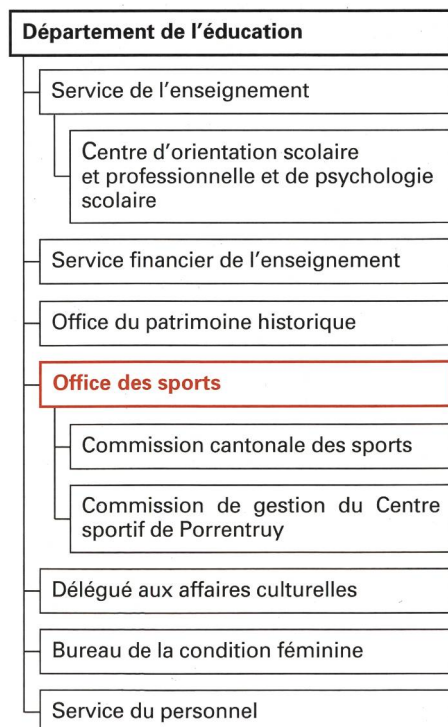 Département de l'éducation
Service de l'enseignement
Centre d'orientation scolaire
et professionnelle et de psychologie
scolaire
Service financier de l'enseignement
Office du patrimoine historique
Office des sports
Commission cantonale des sports
Commission de gestion du Centre
sportif de Porrentruy
Délégué aux affaires culturelles
Bureau de la condition féminine
Service du personnel